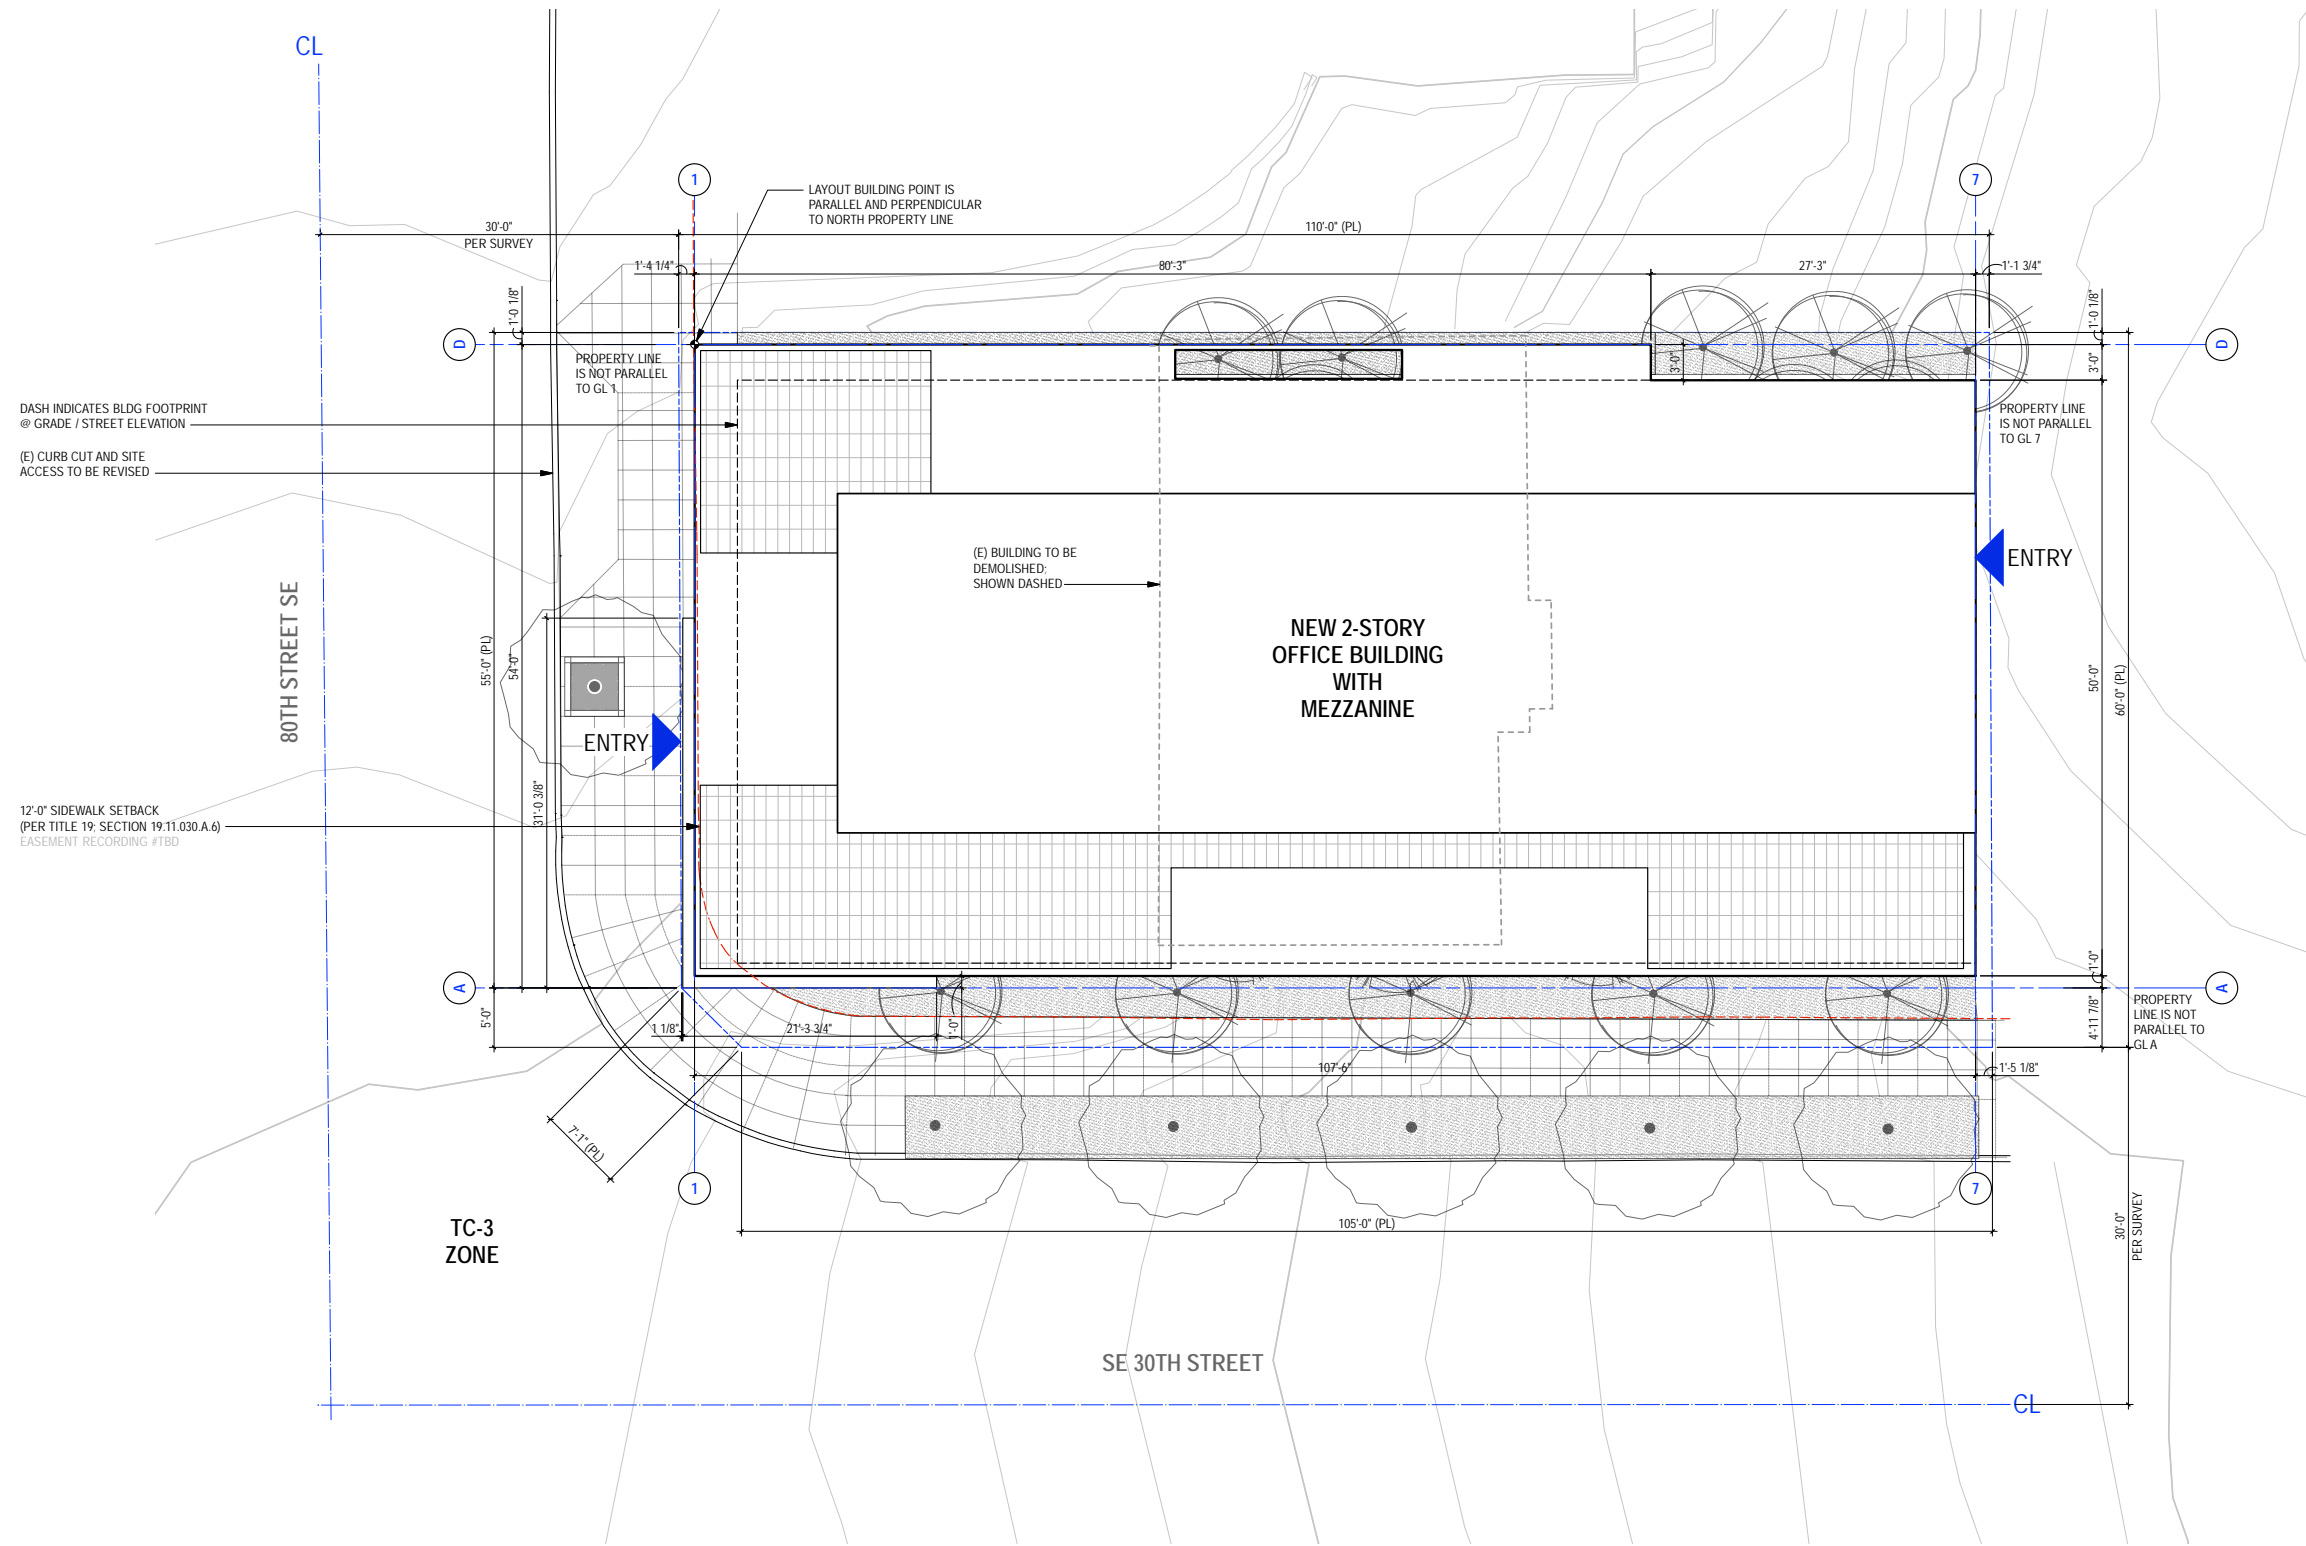 CL
1
7
LAYOUT BUILDING POINT IS
PARALLEL AND PERPENDICULAR
TO NORTH PROPERTY LINE
30'-0"
PER SURVEY
110'-0" (PL)
1'-4 1/4"
80'-3"
27'-3"
1'-1 3/4"
1'-0 1/8"
1'-0 1/8"
D
D
PROPERTY LINE
IS NOT PARALLEL
TO GL 1
3'-0"
3'-0"
DASH INDICATES BLDG FOOTPRINT
@ GRADE / STREET ELEVATION
PROPERTY LINE
IS NOT PARALLEL
TO GL 7
(E) CURB CUT AND SITE
ACCESS TO BE REVISED
(E) BUILDING TO BE
DEMOLISHED;
SHOWN DASHED
ENTRY
80TH STREET SE
55'-0" (PL)
54'-0"
NEW 2-STORY
OFFICE BUILDING
WITH
MEZZANINE
50'-0"
60'-0" (PL)
ENTRY
31'-0 3/8"
12'-0" SIDEWALK SETBACK
(PER TITLE 19; SECTION 19.11.030.A.6)
EASEMENT RECORDING #TBD
1'-0"
A
A
5'-0"
1 1/8"
21'-3 3/4"
1'-0"
4'-11 7/8"
PROPERTY
LINE IS NOT
PARALLEL TO
GL A
107'-6"
1'-5 1/8"
7'-1" (PL)
1
7
105'-0" (PL)
30'-0"
PER SURVEY
TC-3
ZONE
SE 30TH STREET
CL